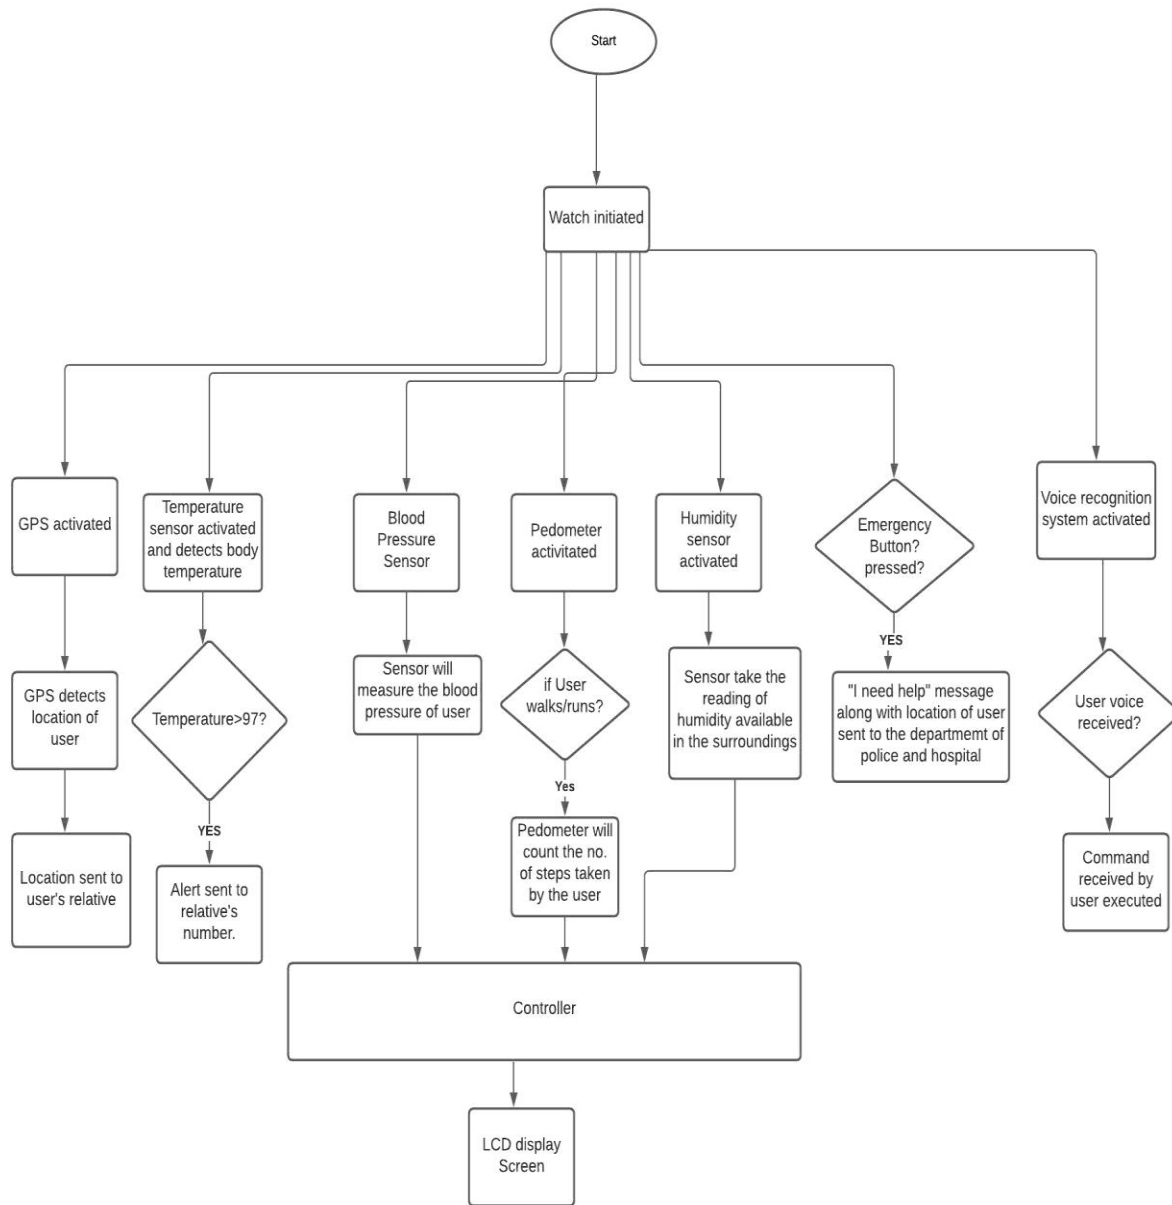 Start
Watch initiated
GPS activated
Temperature
sensor activated
and detects body
temperature
Blood
Pressure
Sensor
Pedometer
activitated
Humidity
sensor
activated
Emergency
Button?
pressed?
Voice recognition
system activated
GPS detects
location of
user
Temperature>97?
Sensor will
measure the blood
pressure of user
if User
walks/runs?
Sensor take the
reading of
humidity available
in the surroundings
YES
"I need help" message
along with location of user
sent to the departmemt of
police and hospital
User voice
received?
Location sent to
user's relative
YES
Alert sent to
relative's
number.
Yes
Pedometer will
count the no.
of steps taken
by the user
Command
received by
user executed
Controller
LCD display
Screen